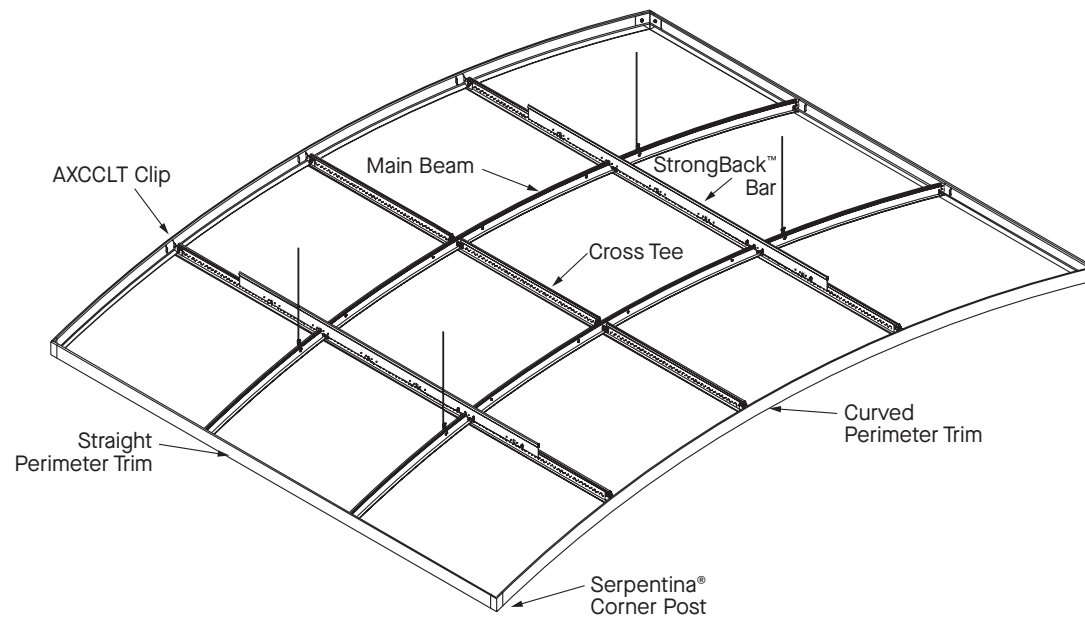 AXCCLT Clip
Main Beam
StrongBack™
Bar
Cross Tee
Straight
Perimeter Trim
Curved
Perimeter Trim
Serpentina®
Corner Post